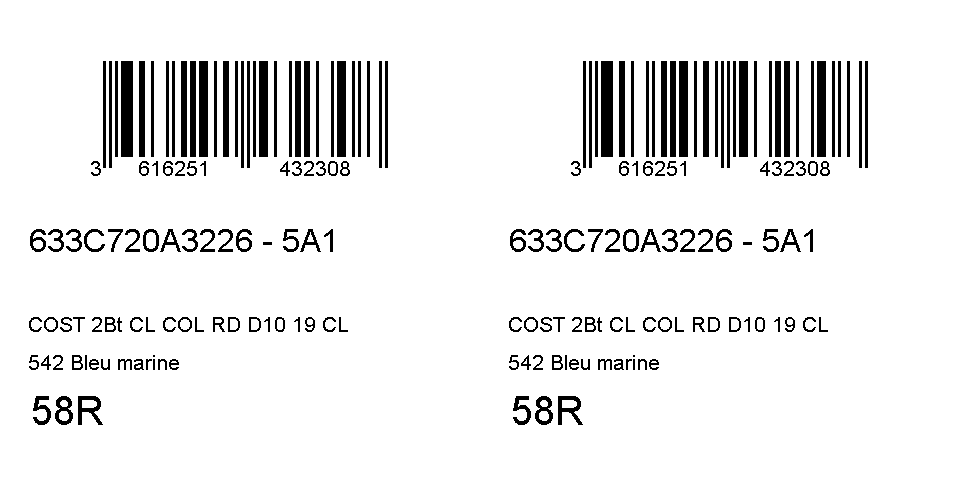 3 616251 432308
633C720A3226 - 5A1
COST 2Bt CL COL RD D10 19 CL
542 Bleu marine
58R
3 616251 432308
633C720A3226 - 5A1
COST 2Bt CL COL RD D10 19 CL
542 Bleu marine
58R